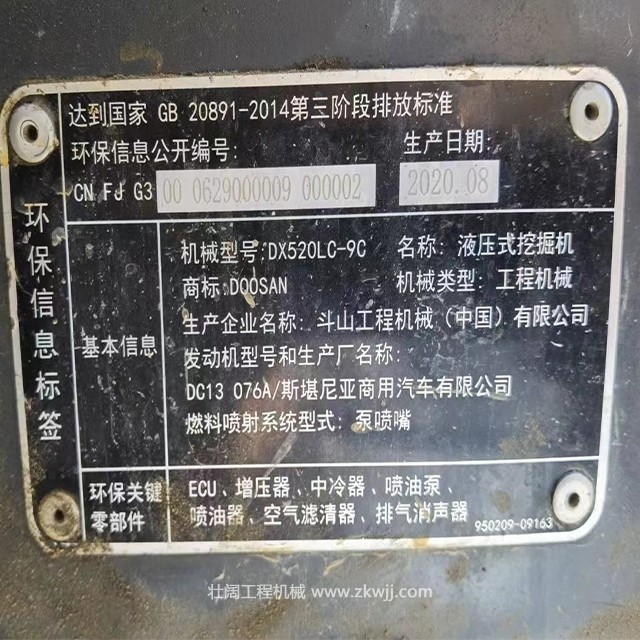 达到国家 GB 20891-2014第三阶段排放标准
环保信息公开编号:
生产日期:
CN FJ G3 00 0629000009 000002
2020.08
环保信息标签
基本信息
机械型号:DX520LC-9C 名称: 液压式挖掘机
商标:DOOSAN 机械类型: 工程机械
生产企业名称: 斗山工程机械 (中国) 有限公司
发动机型号和生产厂名称:
DC13 076A/斯堪尼亚商用汽车有限公司
燃料喷射系统型式: 泵喷嘴
环保关键
零部件
ECU、增压器、中冷器、喷油泵、
喷油器、空气滤清器、排气消声器
950209-09163
壮阔工程机械 www.zkwjj.com